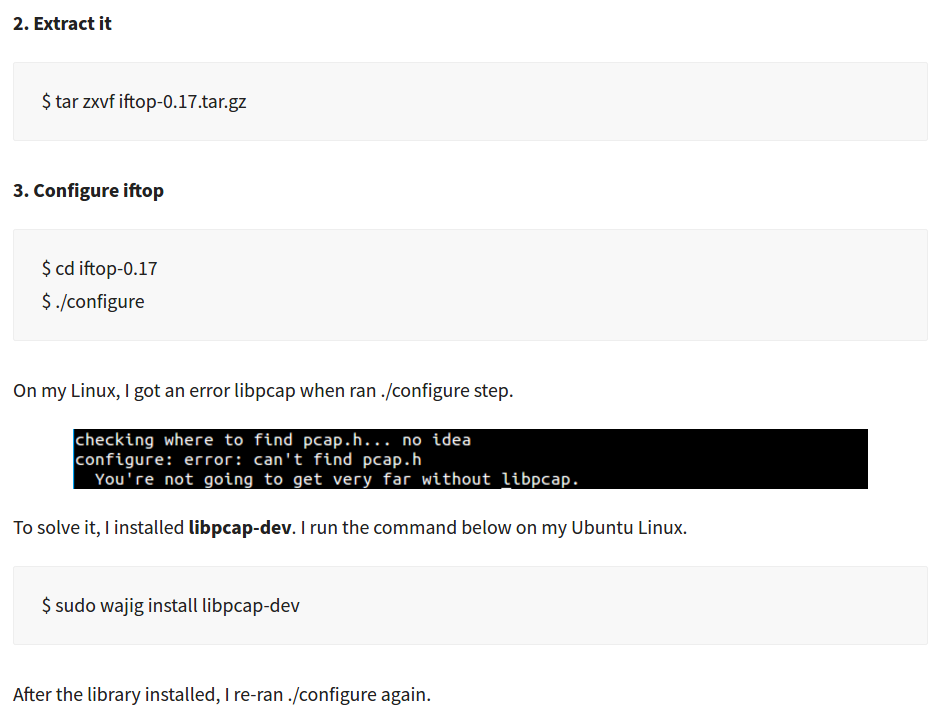 2. Extract it
$ tar zxvf iftop-0.17.tar.gz
3. Configure iftop
$ cd iftop-0.17
$ ./configure
On my Linux, I got an error libpcap when ran ./configure step.
checking where to find pcap.h... no idea
configure: error: can't find pcap.h
  You're not going to get very far without libpcap.
To solve it, I installed libpcap-dev. I run the command below on my Ubuntu Linux.
$ sudo wajig install libpcap-dev
After the library installed, I re-ran ./configure again.